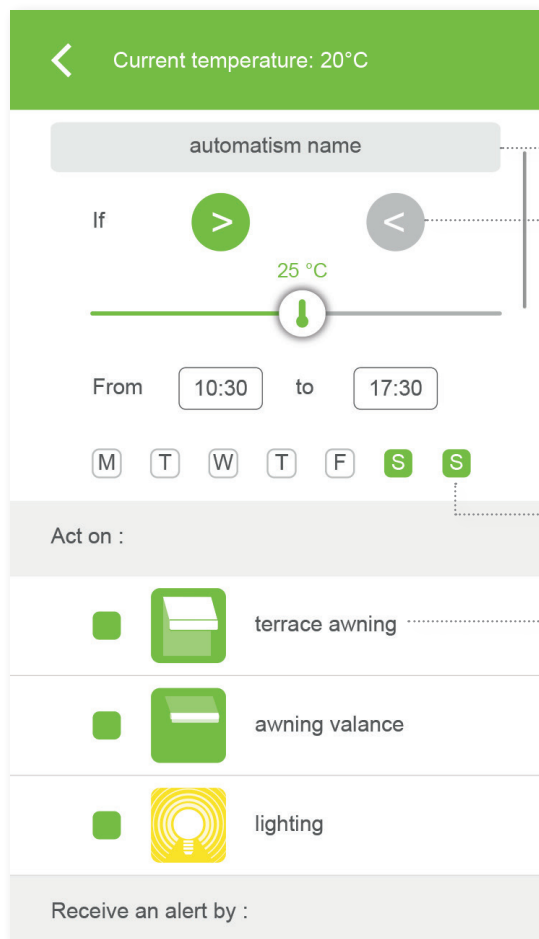 Current temperature: 20°C
automatism name
If > <
25 °C
From 10:30 to 17:30
M T W T F S S
Act on :
terrace awning
awning valance
lighting
Receive an alert by :